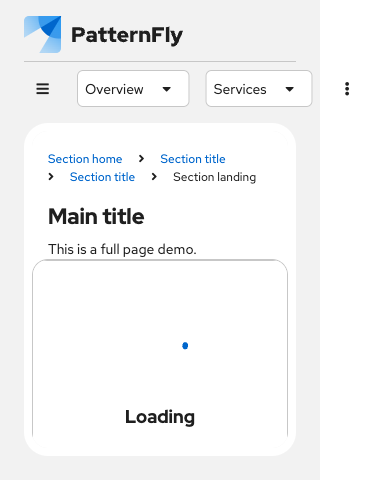 PatternFly
Overview Services
Section home Section title
Section title Section landing
Main title
This is a full page demo.
Loading